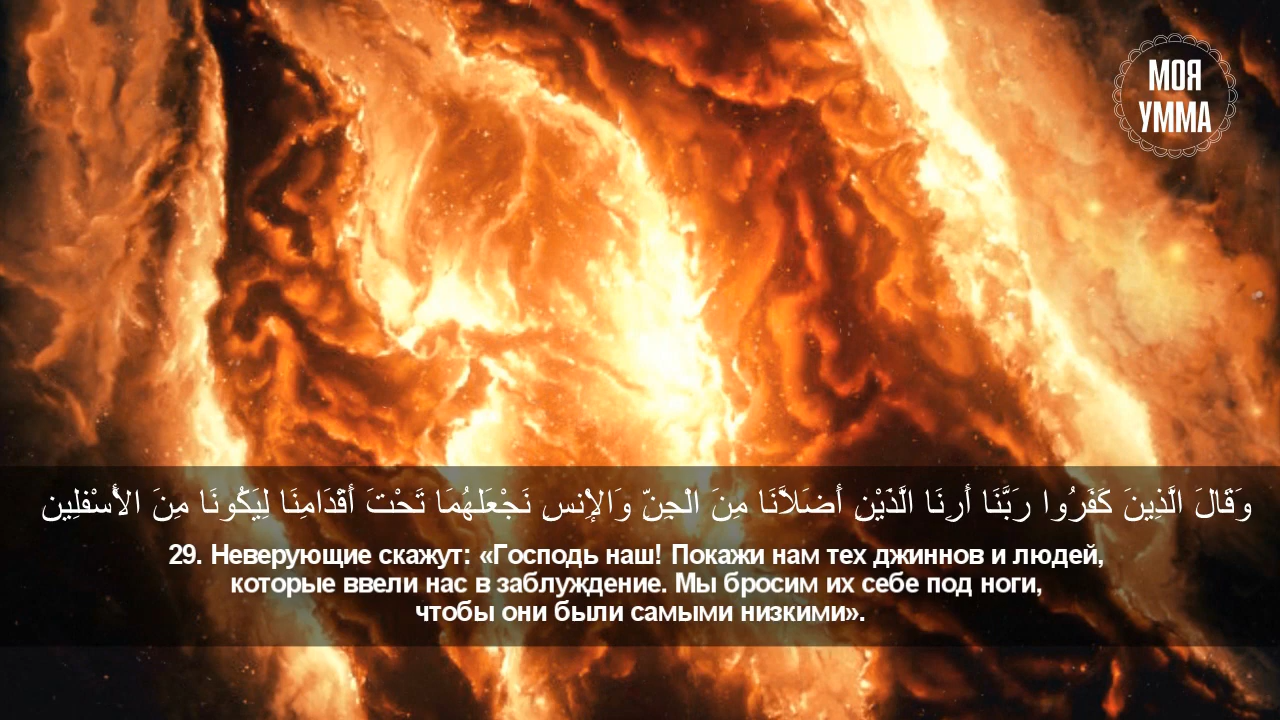 МОЯ
УММА
وَقَالَ الَّذِينَ كَفَرُوا رَبَّنَا أَرِنَا الَّذَيْنِ أَضَلاَّنَا مِنَ الْجِنِّ وَالإِنسِ نَجْعَلْهُمَا تَحْتَ أَقْدَامِنَا لِيَكُونَا مِنَ الأَسْفَلِين
29. Неверующие скажут: «Господь наш! Покажи нам тех джиннов и людей,
которые ввели нас в заблуждение. Мы бросим их себе под ноги,
чтобы они были самыми низкими».